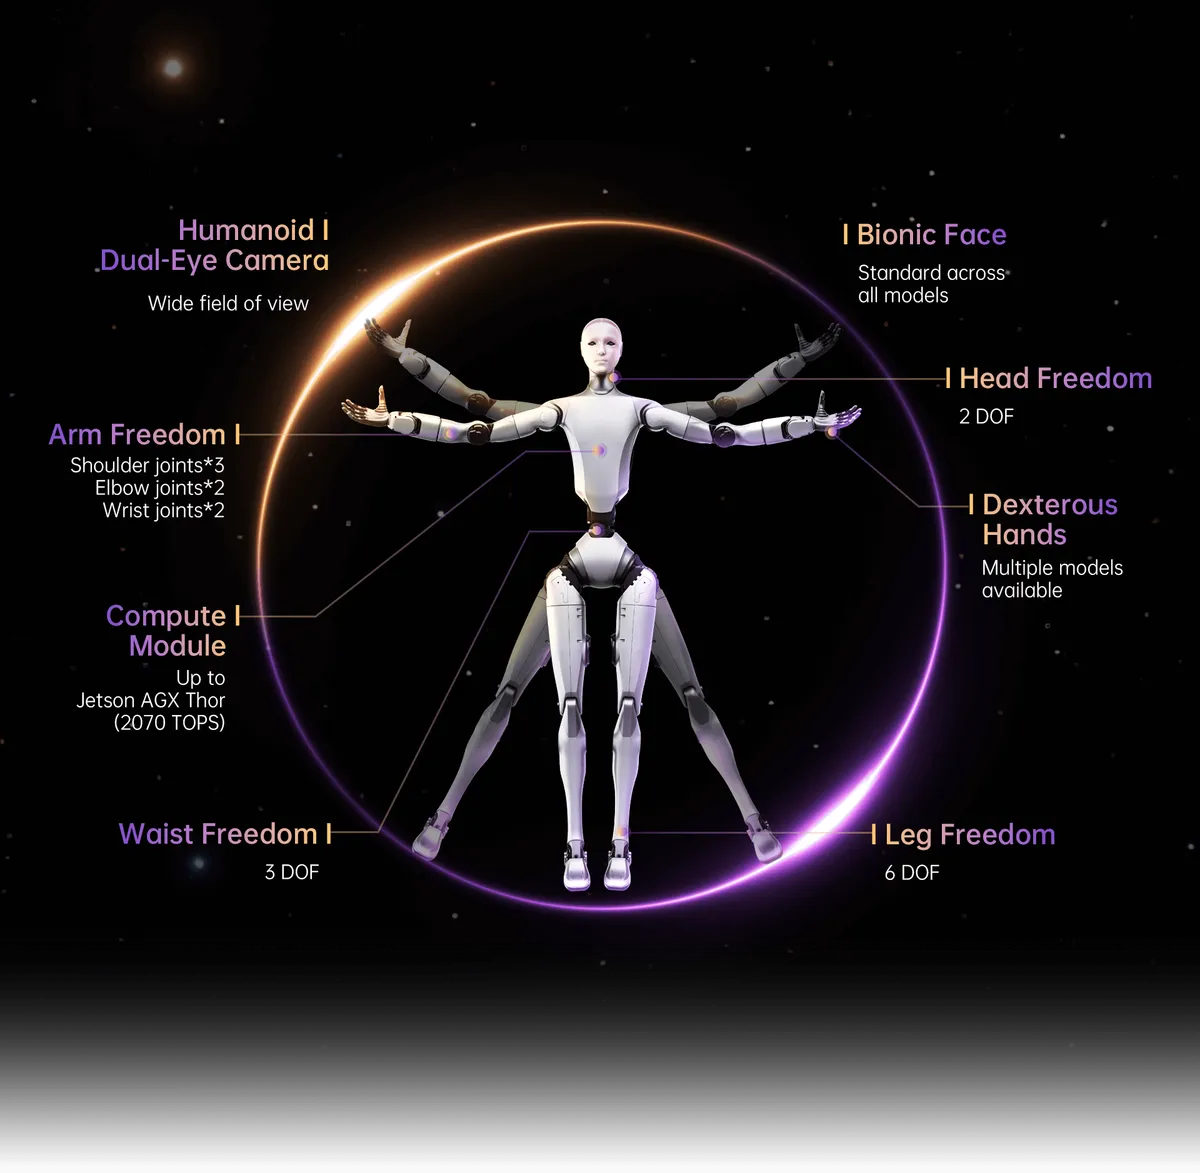 Humanoid
Dual-Eye Camera
Wide field of view
Bionic Face
Standard across
all models
Head Freedom
2 DOF
Arm Freedom
Shoulder joints*3
Elbow joints*2
Wrist joints*2
Dexterous
Hands
Multiple models
available
Compute
Module
Up to
Jetson AGX Thor
(2070 TOPS)
Waist Freedom
3 DOF
Leg Freedom
6 DOF